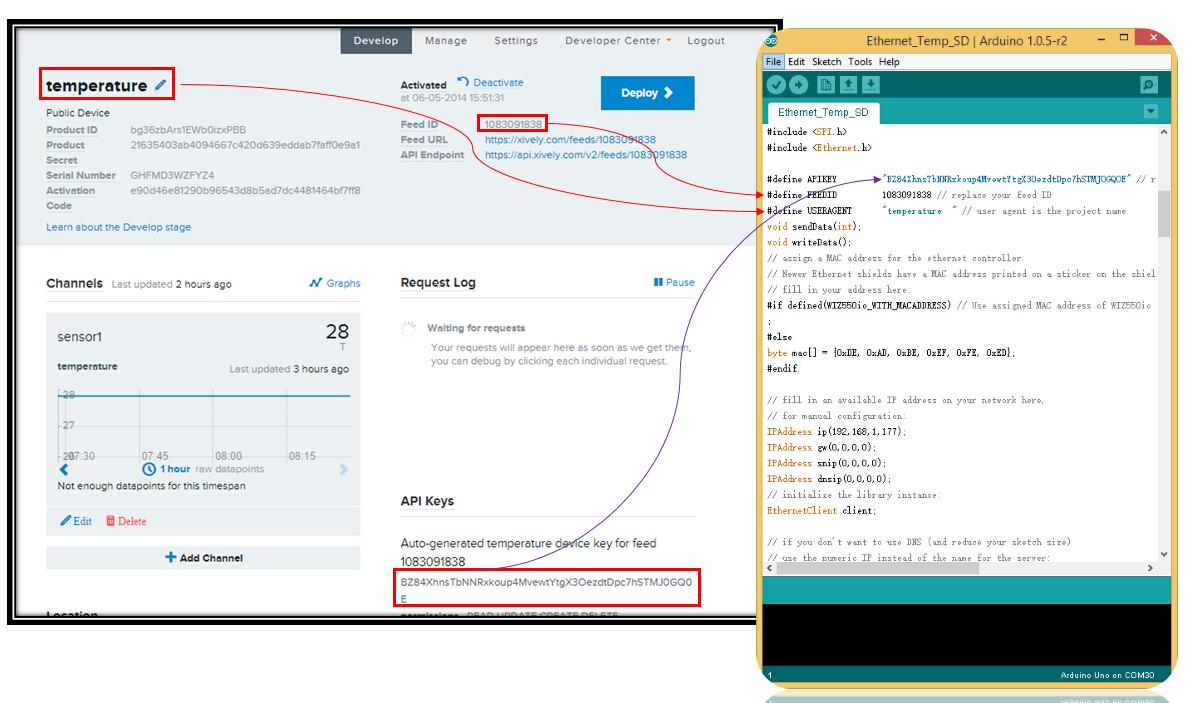 Develop Manage Settings Developer Center Logout
temperature
Public Device
Product ID bg36zbArs1EWb0izxPBB
Product Secret 21635403ab4094667c420d639eddab7faff0e9a1
Serial Number GHFMD3WZFYZ4
Activation Code e90d46e81290b96543d8b5ad7dc4481464bf7ff8
Learn about the Develop stage
Activated Deactivate
at 06-05-2014 15:51:31
Deploy
Feed ID 1083091838
Feed URL https://xively.com/feeds/1083091838
API Endpoint https://api.xively.com/v2/feeds/1083091838
Channels Last updated 2 hours ago Graphs
sensor1 28
T
temperature Last updated 3 hours ago
28
27
07:30 07:45 08:00 08:15
1 hour raw datapoints
Not enough datapoints for this timespan
Edit Delete
Add Channel
Location
Request Log Pause
Waiting for requests
Your requests will appear here as soon as we get them,
you can debug by clicking each individual request.
API Keys
Auto-generated temperature device key for feed
1083091838
BZ84XhnsTbNNRxkoup4MvewtYtgX3OezdtDpc7hSTMJ0GQ0
E
permissions READ,UPDATE,CREATE,DELETE
Ethernet_Temp_SD | Arduino 1.0.5-r2
File Edit Sketch Tools Help
Ethernet_Temp_SD
#include <SPI.h>
#include <Ethernet.h>
#define APIKEY "BZ84XhnsTbNNRxkoup4MvewtYtgX3OezdtDpc7hSTMJ0GQ0E" // r
#define FEEDID 1083091838 // replace your feed ID
#define USERAGENT "temperature " // user agent is the project name
void sendData(int);
void writeData();
// assign a MAC address for the ethernet controller.
// Newer Ethernet shields have a MAC address printed on a sticker on the shiel
// fill in your address here:
#if defined(WIZ550io_WITH_MACADDRESS) // Use assigned MAC address of WIZ550io
;
#else
byte mac[] = {0xDE, 0xAD, 0xBE, 0xEF, 0xFE, 0xED};
#endif
// fill in an available IP address on your network here,
// for manual configuration:
IPAddress ip(192,168,1,177);
IPAddress gw(0,0,0,0);
IPAddress snip(0,0,0,0);
IPAddress dnsip(0,0,0,0);
// initialize the library instance:
EthernetClient client;
// if you don't want to use DNS (and reduce your sketch size)
// use the numeric IP instead of the name for the server:
1 Arduino Uno on COM30